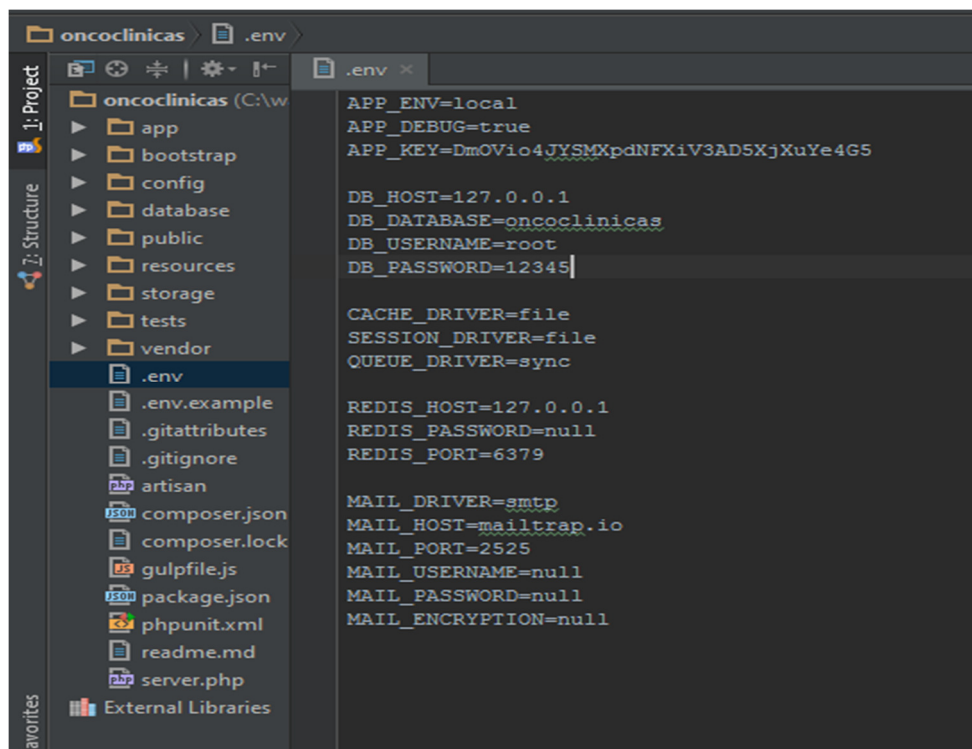 oncoclinicas .env
1: Project
7: Structure
avorites
.env
oncoclinicas (C:\w
app
bootstrap
config
database
public
resources
storage
tests
vendor
.env
.env.example
.gitattributes
.gitignore
artisan
composer.json
composer.lock
gulpfile.js
package.json
phpunit.xml
readme.md
server.php
External Libraries
APP_ENV=local
APP_DEBUG=true
APP_KEY=DmOVio4JYSMXpdNFXiV3AD5XjXuYe4G5
DB_HOST=127.0.0.1
DB_DATABASE=oncoclinicas
DB_USERNAME=root
DB_PASSWORD=12345
CACHE_DRIVER=file
SESSION_DRIVER=file
QUEUE_DRIVER=sync
REDIS_HOST=127.0.0.1
REDIS_PASSWORD=null
REDIS_PORT=6379
MAIL_DRIVER=smtp
MAIL_HOST=mailtrap.io
MAIL_PORT=2525
MAIL_USERNAME=null
MAIL_PASSWORD=null
MAIL_ENCRYPTION=null